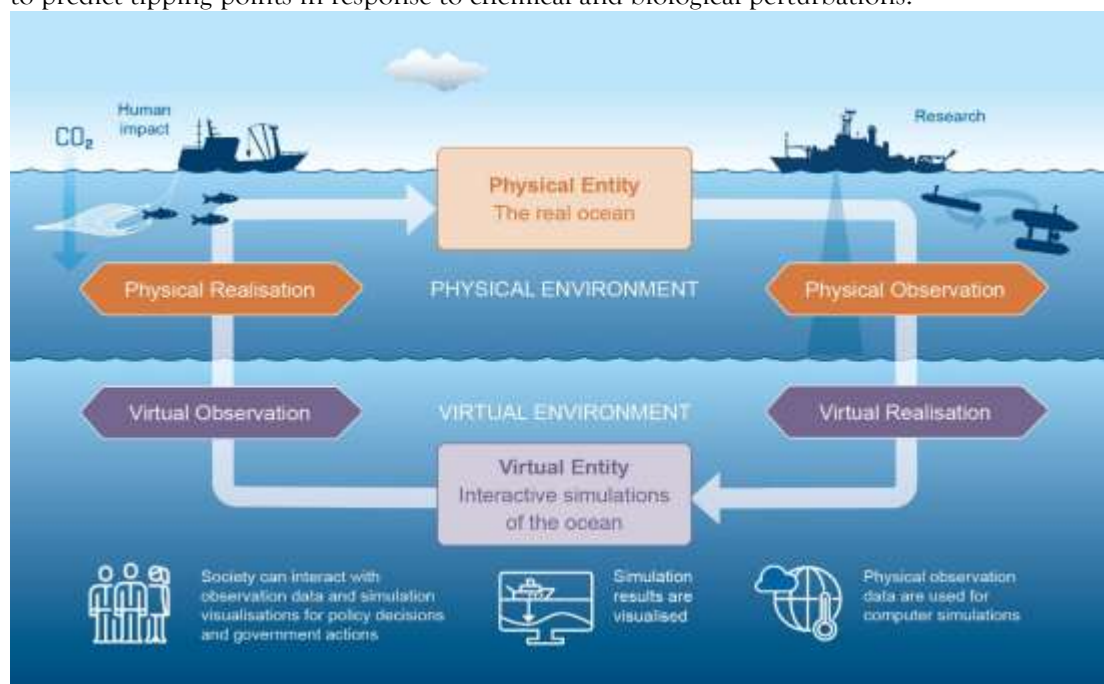 to predict tipping points in response to chemical and biological perturbations.
Human
impact
CO₂
Research
Physical Entity
The real ocean
Physical Realisation
PHYSICAL ENVIRONMENT
Physical Observation
Virtual Observation
VIRTUAL ENVIRONMENT
Virtual Realisation
Virtual Entity
Interactive simulations
of the ocean
Society can interact with
observation data and simulation
visualisations for policy decisions
and government actions
Simulation
results are
visualised
Physical observation
data are used for
computer simulations